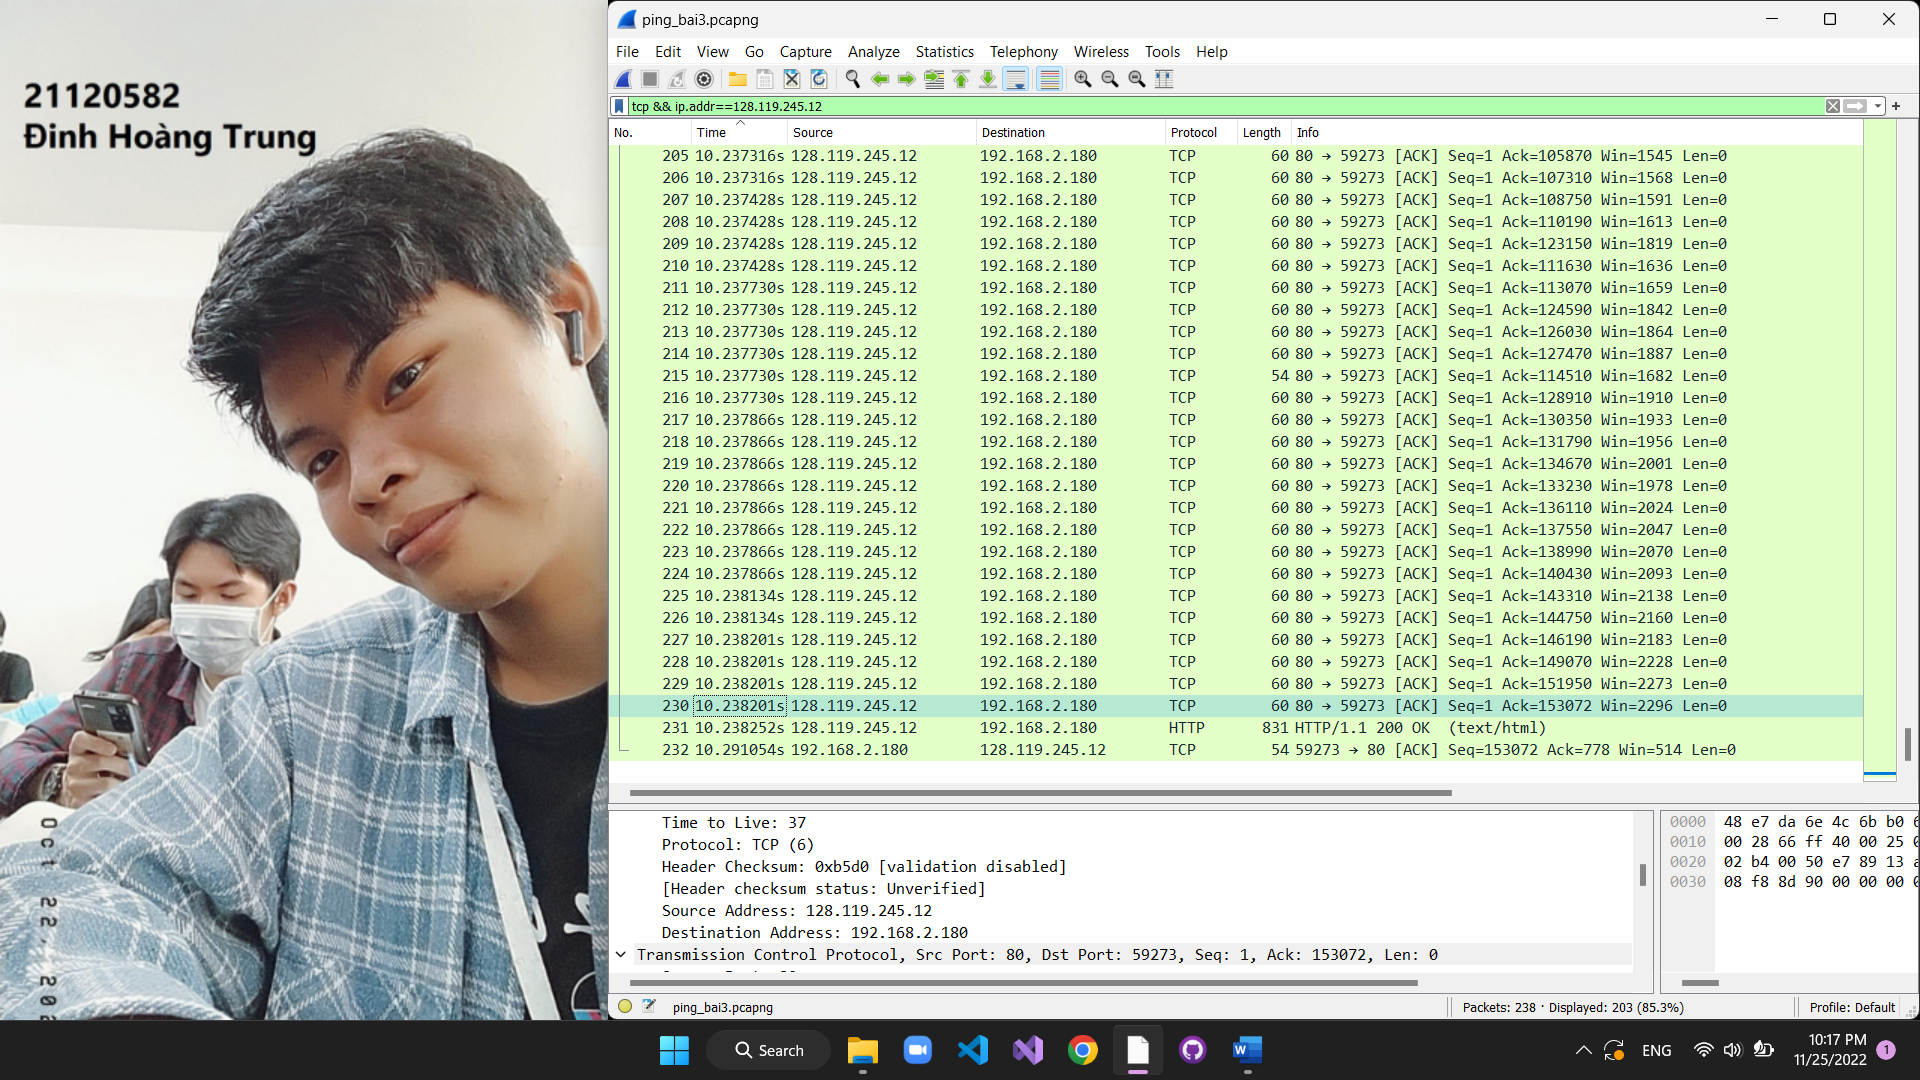 21120582
Đinh Hoàng Trung
Oct 22, 202
ping_bai3.pcapng
File Edit View Go Capture Analyze Statistics Telephony Wireless Tools Help
tcp && ip.addr==128.119.245.12
No. Time Source Destination Protocol Length Info
205 10.237316s 128.119.245.12 192.168.2.180 TCP 60 80 → 59273 [ACK] Seq=1 Ack=105870 Win=1545 Len=0
206 10.237316s 128.119.245.12 192.168.2.180 TCP 60 80 → 59273 [ACK] Seq=1 Ack=107310 Win=1568 Len=0
207 10.237428s 128.119.245.12 192.168.2.180 TCP 60 80 → 59273 [ACK] Seq=1 Ack=108750 Win=1591 Len=0
208 10.237428s 128.119.245.12 192.168.2.180 TCP 60 80 → 59273 [ACK] Seq=1 Ack=110190 Win=1613 Len=0
209 10.237428s 128.119.245.12 192.168.2.180 TCP 60 80 → 59273 [ACK] Seq=1 Ack=123150 Win=1819 Len=0
210 10.237428s 128.119.245.12 192.168.2.180 TCP 60 80 → 59273 [ACK] Seq=1 Ack=111630 Win=1636 Len=0
211 10.237730s 128.119.245.12 192.168.2.180 TCP 60 80 → 59273 [ACK] Seq=1 Ack=113070 Win=1659 Len=0
212 10.237730s 128.119.245.12 192.168.2.180 TCP 60 80 → 59273 [ACK] Seq=1 Ack=124590 Win=1842 Len=0
213 10.237730s 128.119.245.12 192.168.2.180 TCP 60 80 → 59273 [ACK] Seq=1 Ack=126030 Win=1864 Len=0
214 10.237730s 128.119.245.12 192.168.2.180 TCP 60 80 → 59273 [ACK] Seq=1 Ack=127470 Win=1887 Len=0
215 10.237730s 128.119.245.12 192.168.2.180 TCP 54 80 → 59273 [ACK] Seq=1 Ack=114510 Win=1682 Len=0
216 10.237730s 128.119.245.12 192.168.2.180 TCP 60 80 → 59273 [ACK] Seq=1 Ack=128910 Win=1910 Len=0
217 10.237866s 128.119.245.12 192.168.2.180 TCP 60 80 → 59273 [ACK] Seq=1 Ack=130350 Win=1933 Len=0
218 10.237866s 128.119.245.12 192.168.2.180 TCP 60 80 → 59273 [ACK] Seq=1 Ack=131790 Win=1956 Len=0
219 10.237866s 128.119.245.12 192.168.2.180 TCP 60 80 → 59273 [ACK] Seq=1 Ack=134670 Win=2001 Len=0
220 10.237866s 128.119.245.12 192.168.2.180 TCP 60 80 → 59273 [ACK] Seq=1 Ack=133230 Win=1978 Len=0
221 10.237866s 128.119.245.12 192.168.2.180 TCP 60 80 → 59273 [ACK] Seq=1 Ack=136110 Win=2024 Len=0
222 10.237866s 128.119.245.12 192.168.2.180 TCP 60 80 → 59273 [ACK] Seq=1 Ack=137550 Win=2047 Len=0
223 10.237866s 128.119.245.12 192.168.2.180 TCP 60 80 → 59273 [ACK] Seq=1 Ack=138990 Win=2070 Len=0
224 10.237866s 128.119.245.12 192.168.2.180 TCP 60 80 → 59273 [ACK] Seq=1 Ack=140430 Win=2093 Len=0
225 10.238134s 128.119.245.12 192.168.2.180 TCP 60 80 → 59273 [ACK] Seq=1 Ack=143310 Win=2138 Len=0
226 10.238134s 128.119.245.12 192.168.2.180 TCP 60 80 → 59273 [ACK] Seq=1 Ack=144750 Win=2160 Len=0
227 10.238201s 128.119.245.12 192.168.2.180 TCP 60 80 → 59273 [ACK] Seq=1 Ack=146190 Win=2183 Len=0
228 10.238201s 128.119.245.12 192.168.2.180 TCP 60 80 → 59273 [ACK] Seq=1 Ack=149070 Win=2228 Len=0
229 10.238201s 128.119.245.12 192.168.2.180 TCP 60 80 → 59273 [ACK] Seq=1 Ack=151950 Win=2273 Len=0
230 10.238201s 128.119.245.12 192.168.2.180 TCP 60 80 → 59273 [ACK] Seq=1 Ack=153072 Win=2296 Len=0
231 10.238252s 128.119.245.12 192.168.2.180 HTTP 831 HTTP/1.1 200 OK (text/html)
232 10.291054s 192.168.2.180 128.119.245.12 TCP 54 59273 → 80 [ACK] Seq=153072 Ack=778 Win=514 Len=0
Time to Live: 37
Protocol: TCP (6)
Header Checksum: 0xb5d0 [validation disabled]
[Header checksum status: Unverified]
Source Address: 128.119.245.12
Destination Address: 192.168.2.180
Transmission Control Protocol, Src Port: 80, Dst Port: 59273, Seq: 1, Ack: 153072, Len: 0
0000 48 e7 da 6e 4c 6b b0
0010 00 28 66 ff 40 00 25
0020 02 b4 00 50 e7 89 13
0030 08 f8 8d 90 00 00 00
ping_bai3.pcapng
Packets: 238 · Displayed: 203 (85.3%)
Profile: Default
Search
ENG
10:17 PM
11/25/2022
1